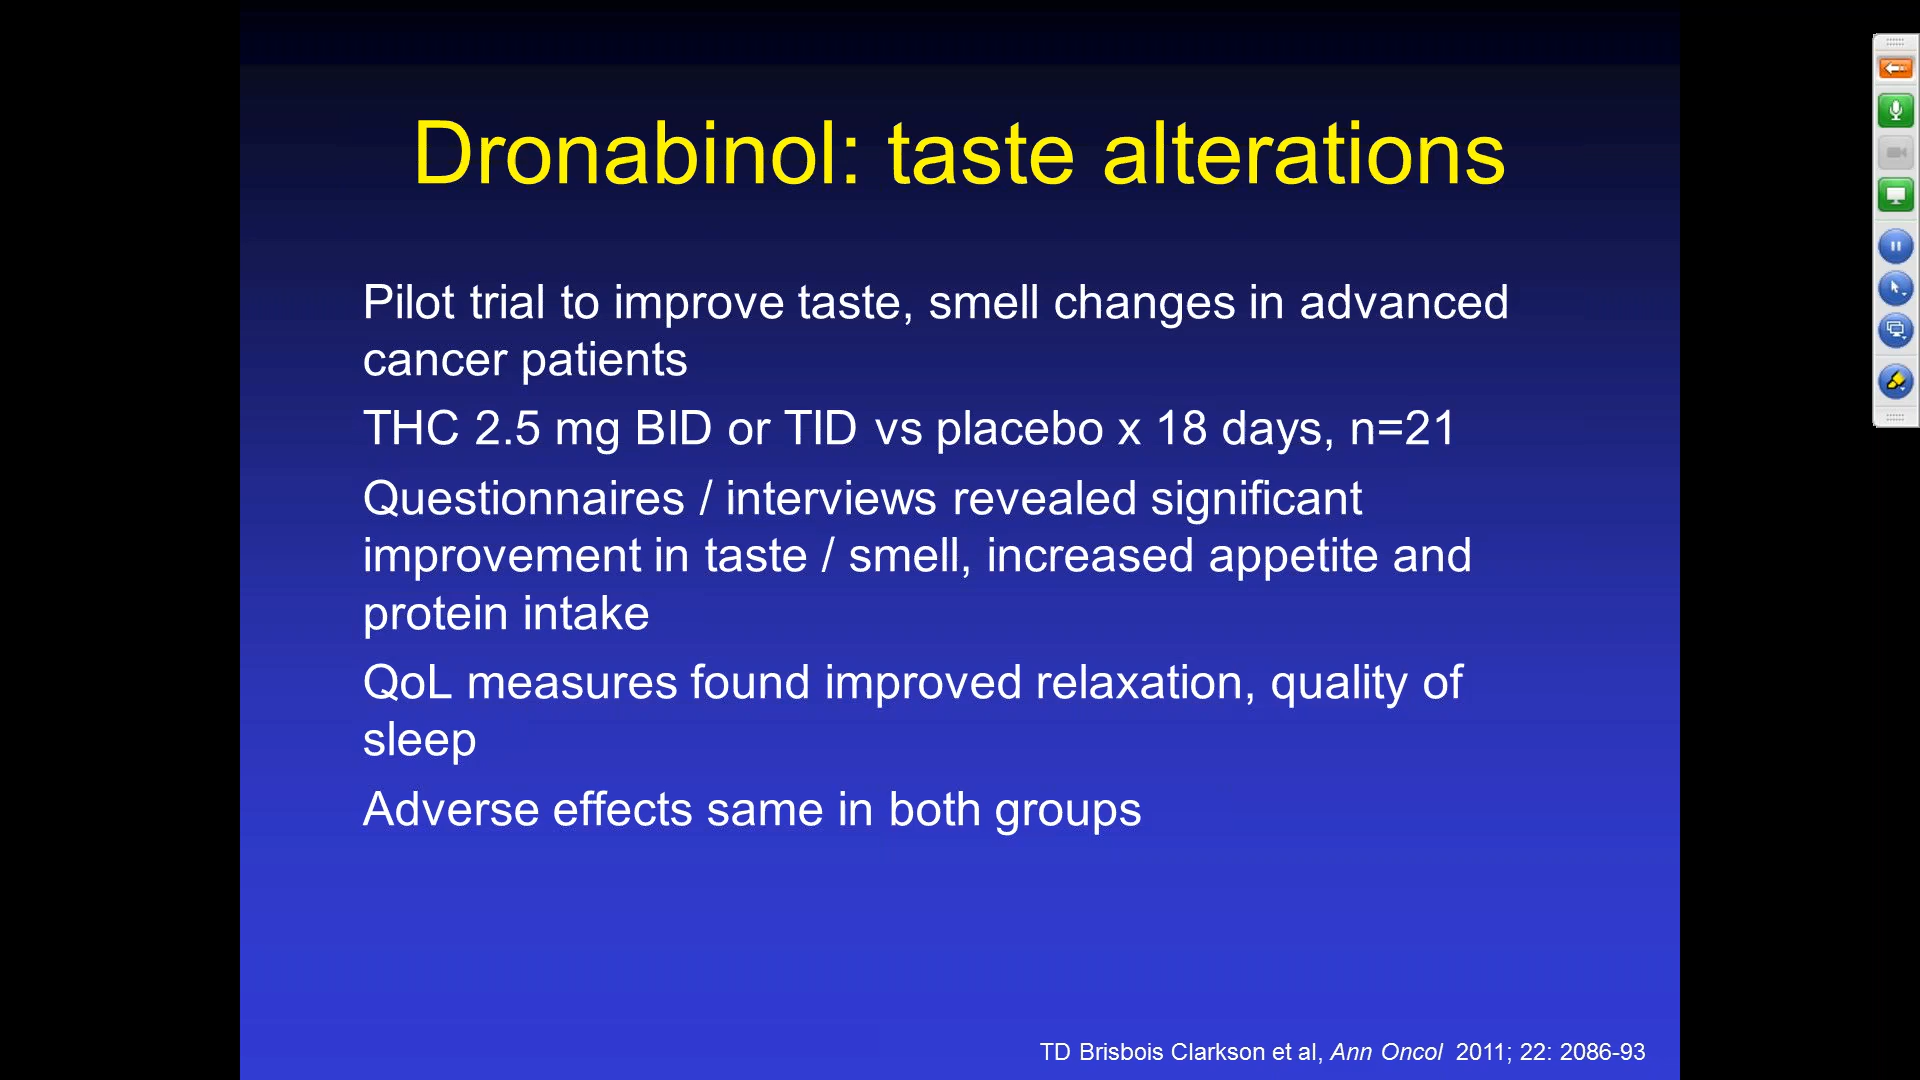 Dronabinol: taste alterations
Pilot trial to improve taste, smell changes in advanced
cancer patients
THC 2.5 mg BID or TID vs placebo x 18 days, n=21
Questionnaires / interviews revealed significant
improvement in taste / smell, increased appetite and
protein intake
QoL measures found improved relaxation, quality of
sleep
Adverse effects same in both groups
TD Brisbois Clarkson et al, Ann Oncol 2011; 22: 2086-93